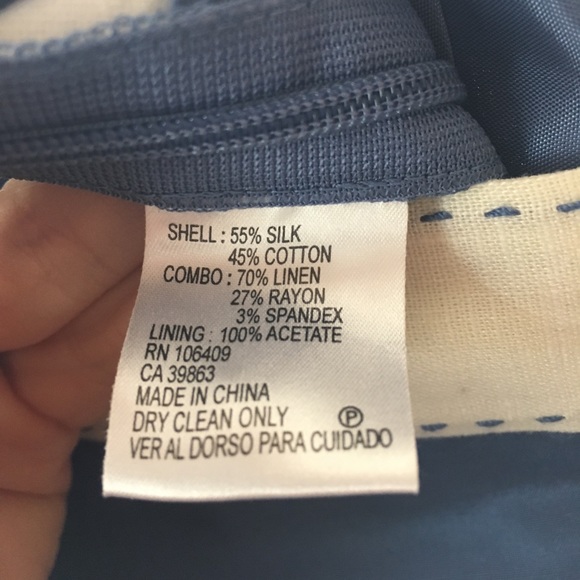 SHELL : 55% SILK
45% COTTON
COMBO : 70% LINEN
27% RAYON
3% SPANDEX
LINING : 100% ACETATE
RN 106409
CA 39863
MADE IN CHINA
DRY CLEAN ONLY Ⓟ
VER AL DORSO PARA CUIDADO